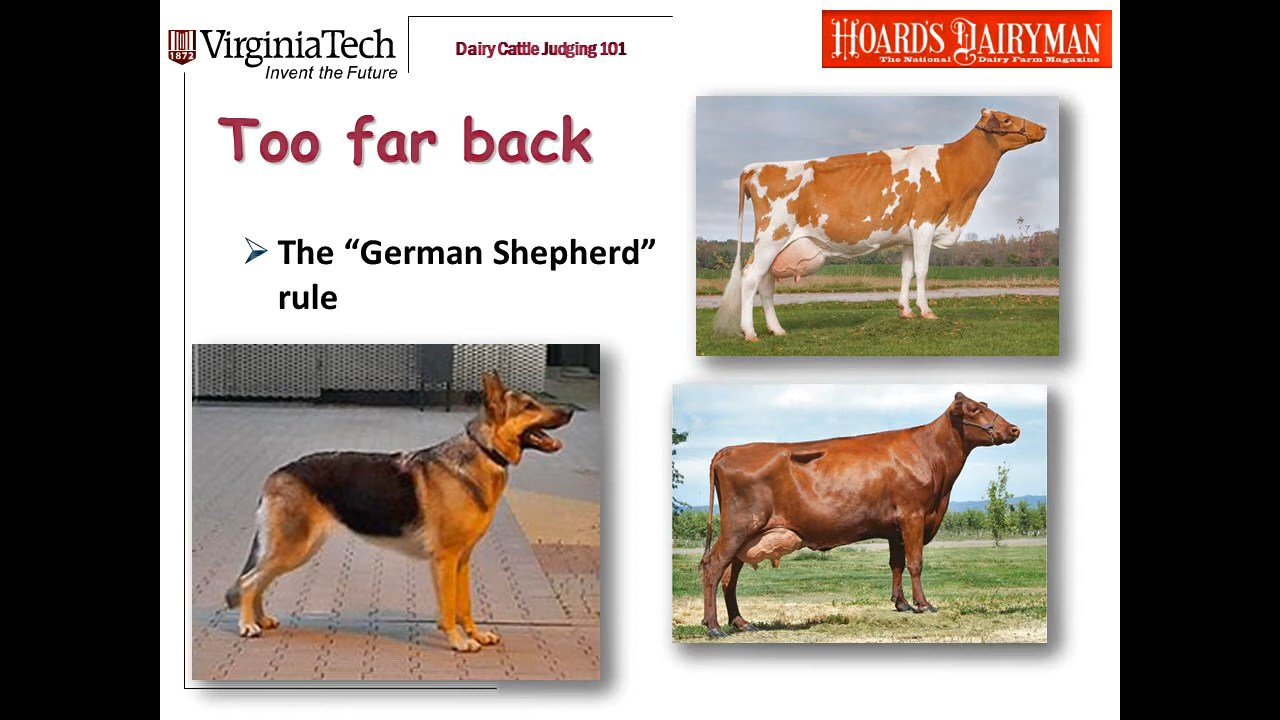 VirginiaTech
1872
Invent the Future
Dairy Cattle Judging 101
HOARD'S DAIRYMAN
The National Dairy Farm Magazine
Too far back
The “German Shepherd”
rule